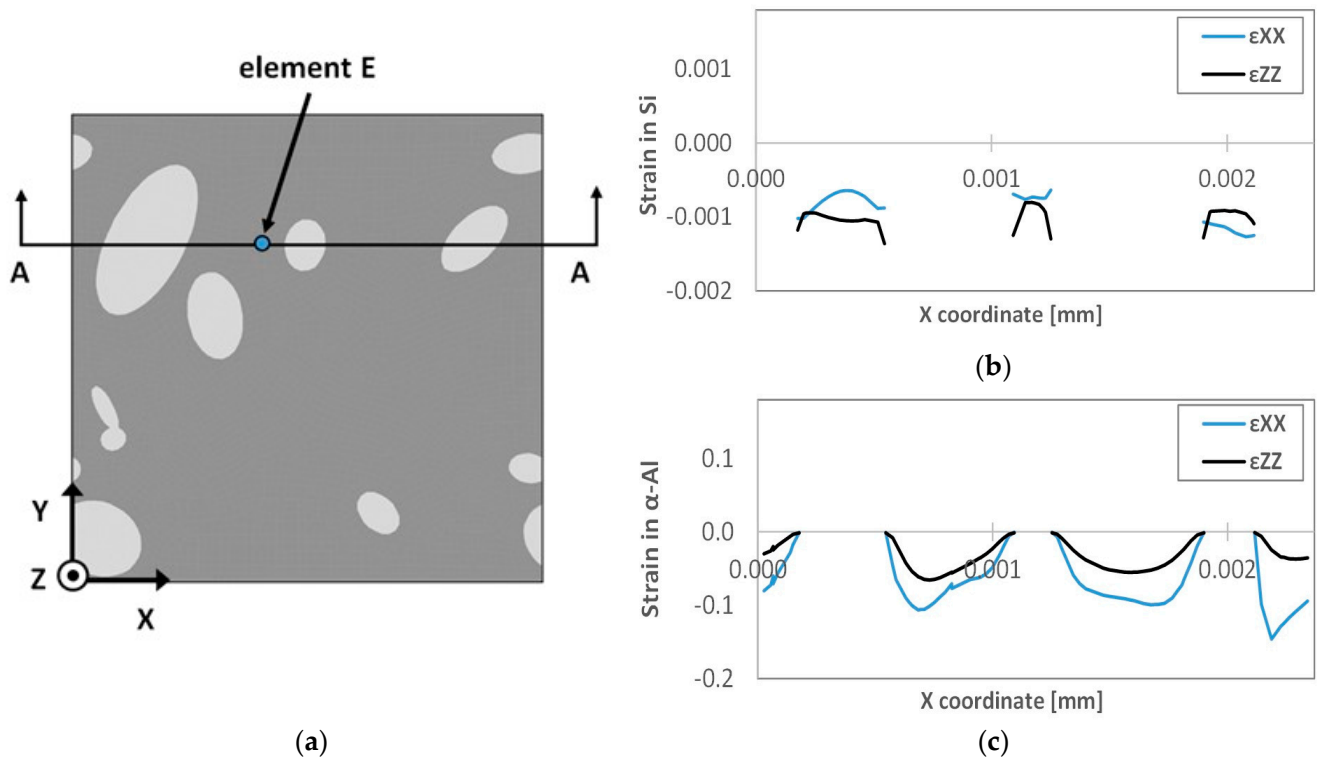 element E
A
A
Y
Z
X
(a)
εXX
εZZ
0.001
0.000
-0.001
-0.002
0.000
0.001
0.002
Strain in Si
X coordinate [mm]
(b)
εXX
εZZ
0.1
0.0
-0.1
-0.2
0.000
0.001
0.002
Strain in α-Al
X coordinate [mm]
(c)